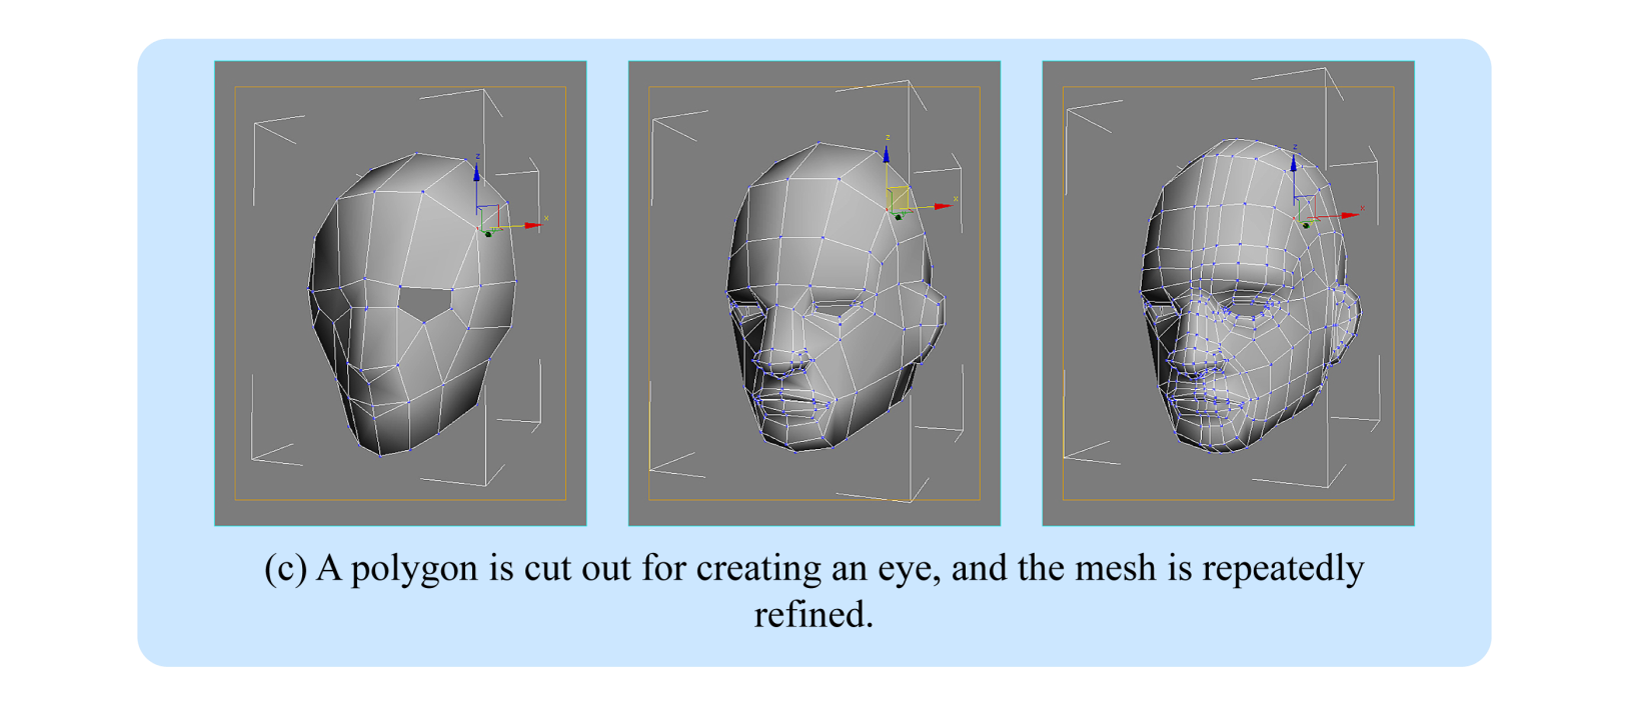 z
x
z
x
z
x
(c) A polygon is cut out for creating an eye, and the mesh is repeatedly
refined.